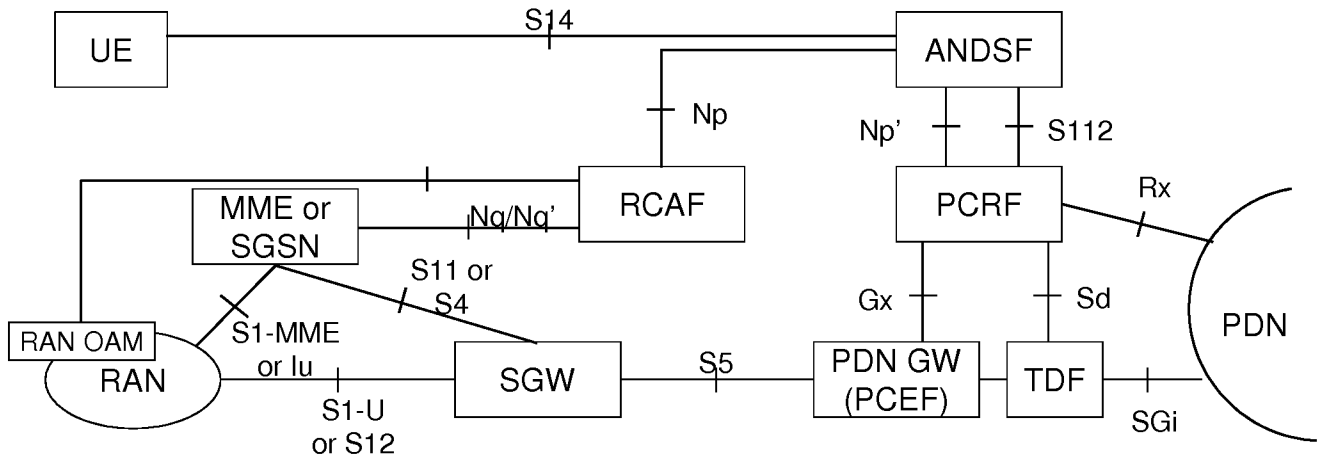 S14
UE
ANDSF
Np
Np’
S112
RCAF
PCRF
Rx
MME or
SGSN
Nq/Nq’
S11 or
S4
Gx
Sd
S1-MME
or Iu
RAN OAM
RAN
PDN
SGW
S5
PDN GW
(PCEF)
TDF
S1-U
or S12
SGi